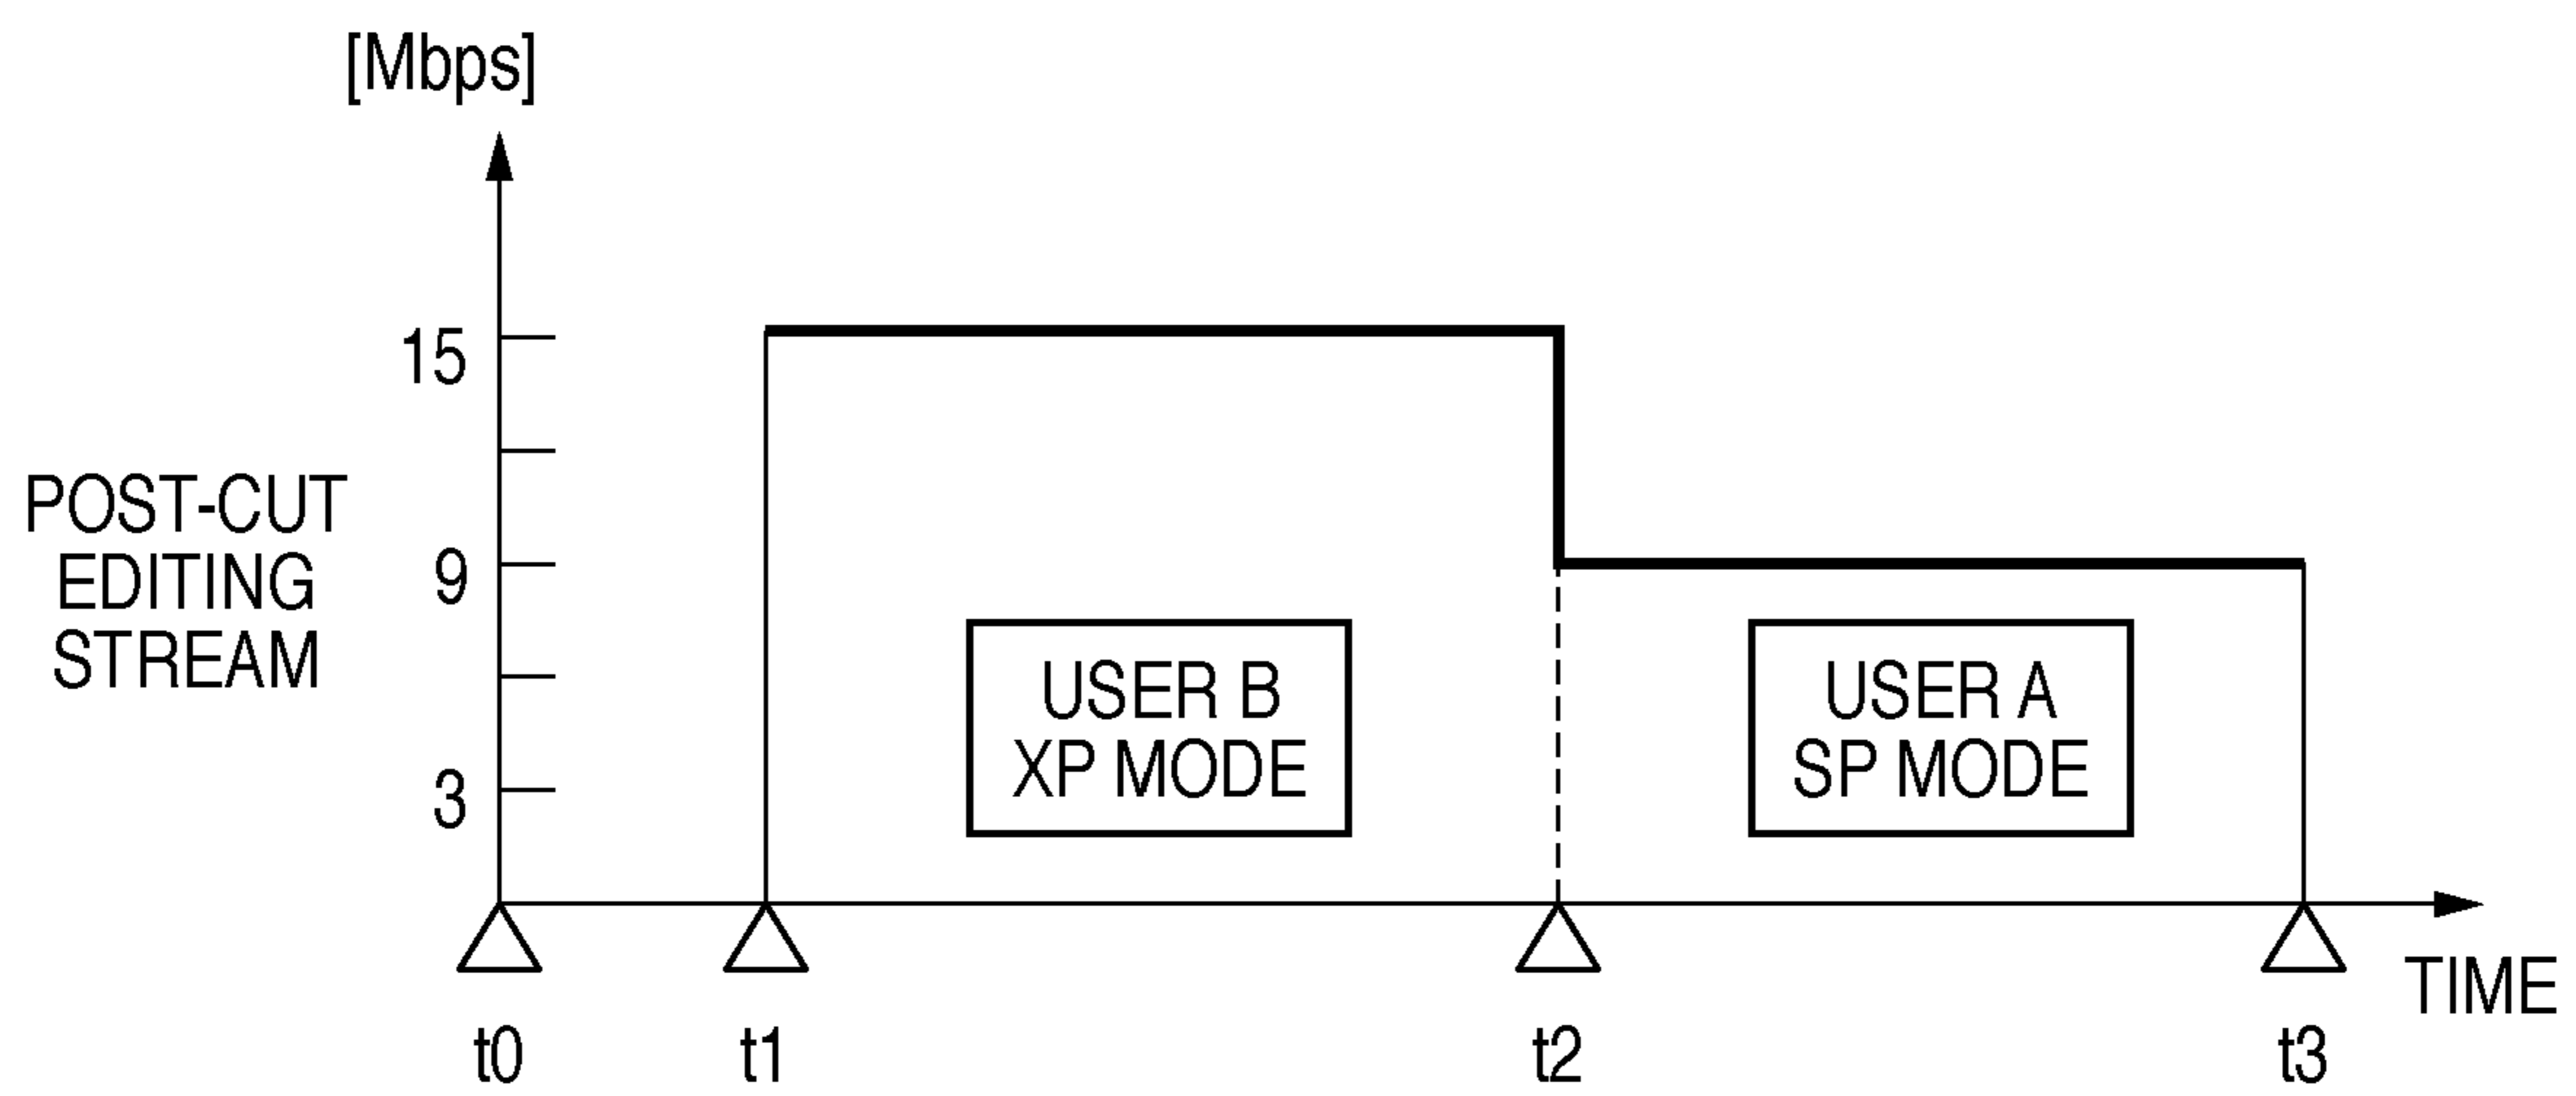 [Mbps]
15
9
3
POST-CUT
EDITING
STREAM
USER B
XP MODE
USER A
SP MODE
TIME
t0
t1
t2
t3